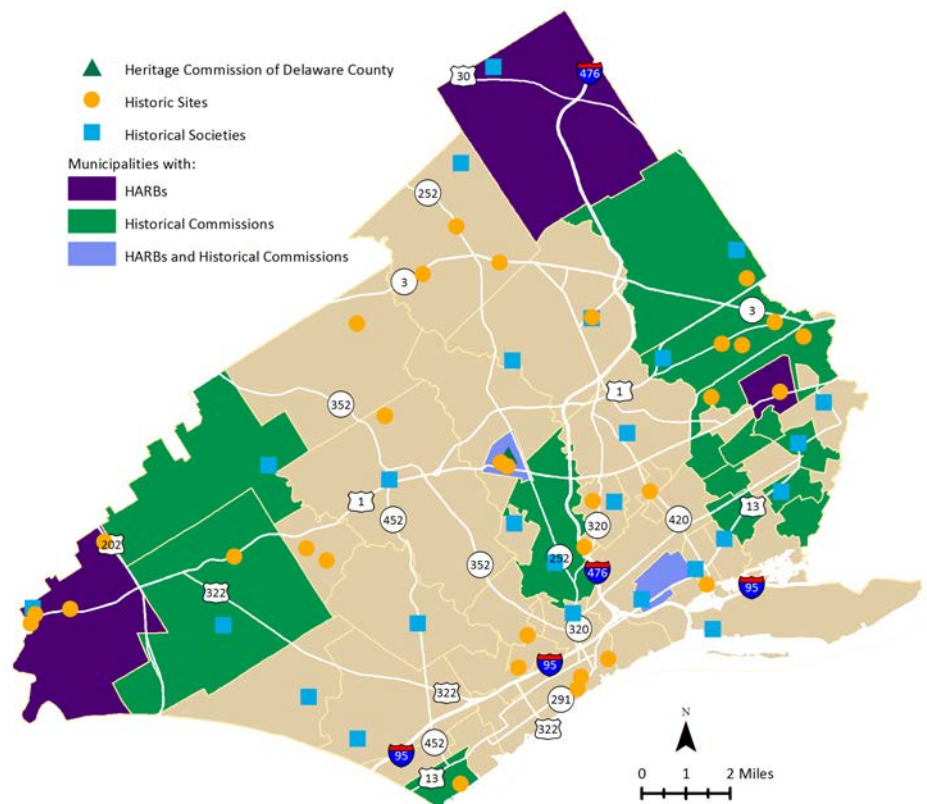 Heritage Commission of Delaware County
Historic Sites
Historical Societies
Municipalities with:
HARBs
Historical Commissions
HARBs and Historical Commissions
30
476
252
3
3
352
1
1
202
322
452
352
252
320
476
420
13
95
320
95
322
291
322
452
95
13
N
0 1 2 Miles